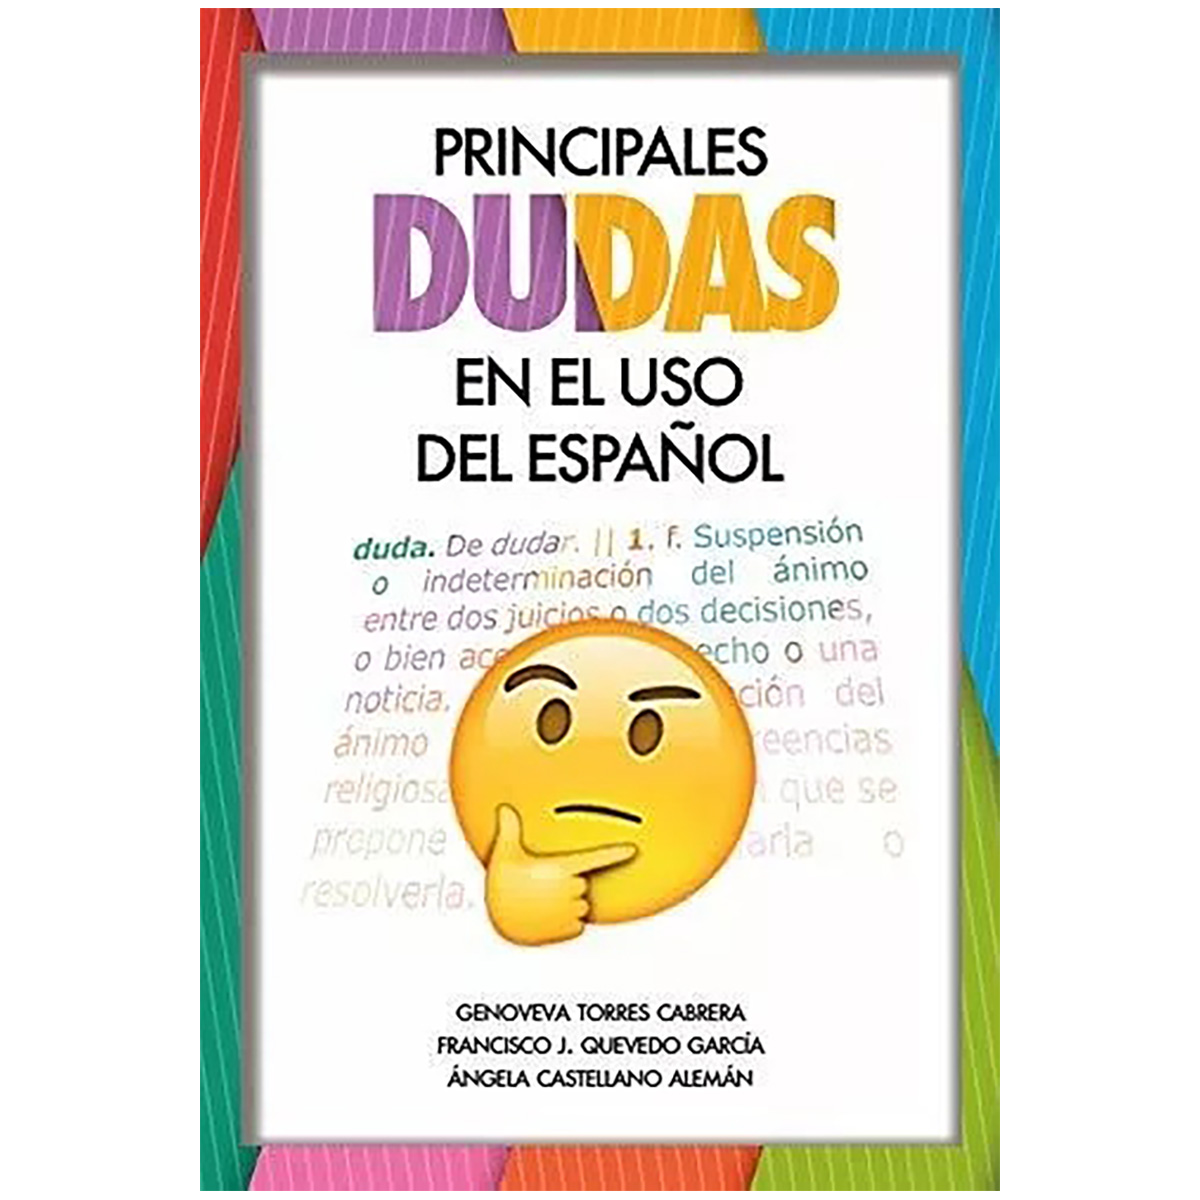 PRINCIPALES
DUDAS
EN EL USO
DEL ESPAÑOL
duda. De dudar. || 1. f. Suspensión
o indeterminación del ánimo
entre dos juicios o dos decisiones,
o bien ace echo o una
noticia. ción del
ánimo reencias
religiosa que se
propone arla o
resolverla.
GENOVEVA TORRES CABRERA
FRANCISCO J. QUEVEDO GARCÍA
ÁNGELA CASTELLANO ALEMÁN